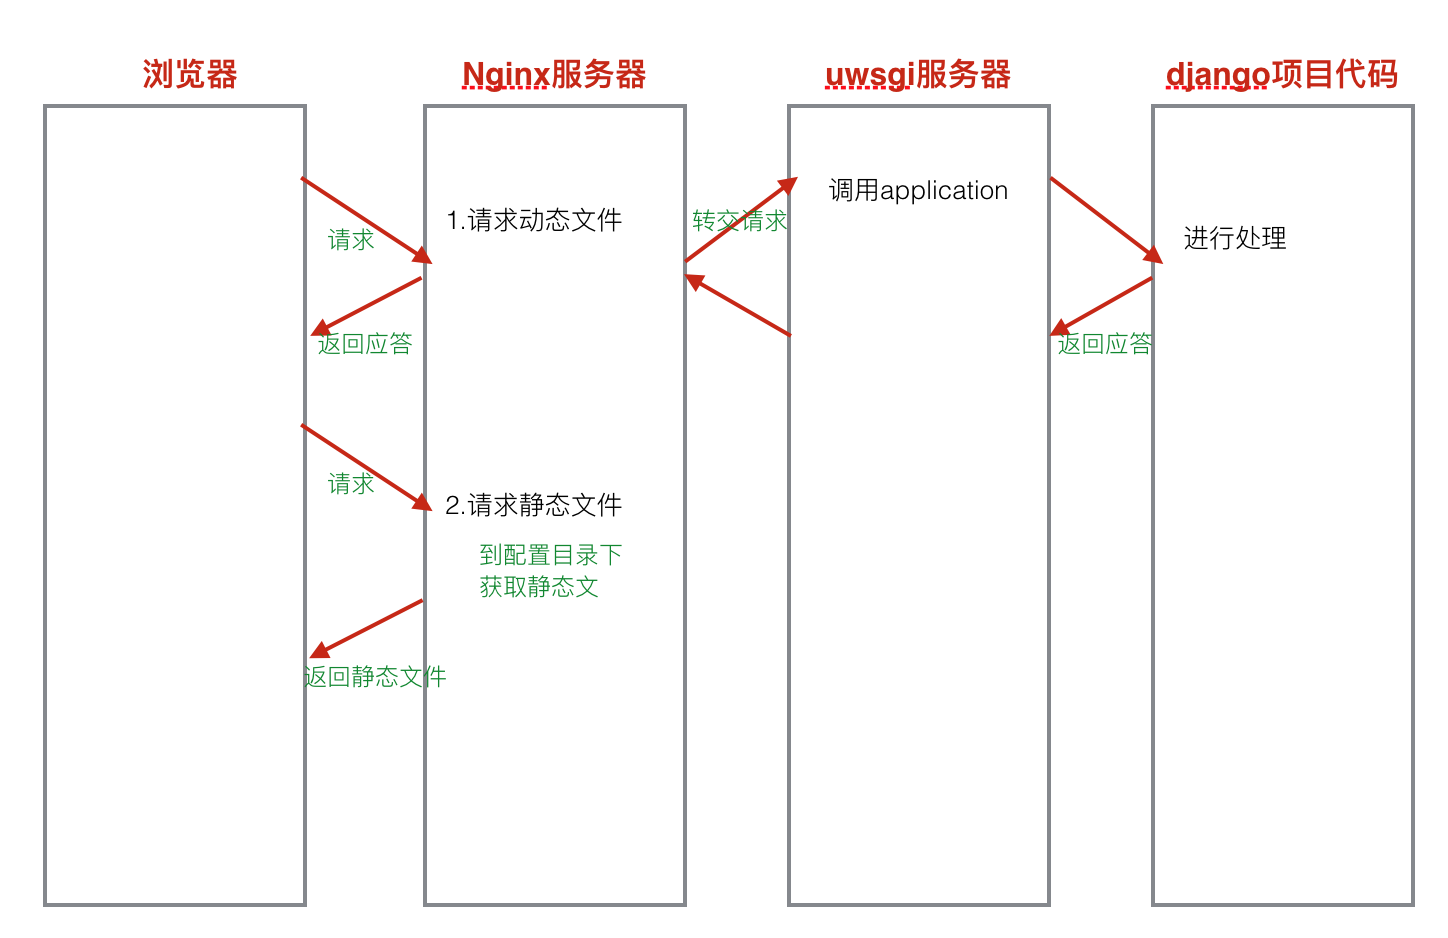 浏览器
Nginx服务器
uwsgi服务器
django项目代码
调用application
1.请求动态文件
转交请求
请求
进行处理
返回应答
返回应答
请求
2.请求静态文件
到配置目录下
获取静态文
返回静态文件